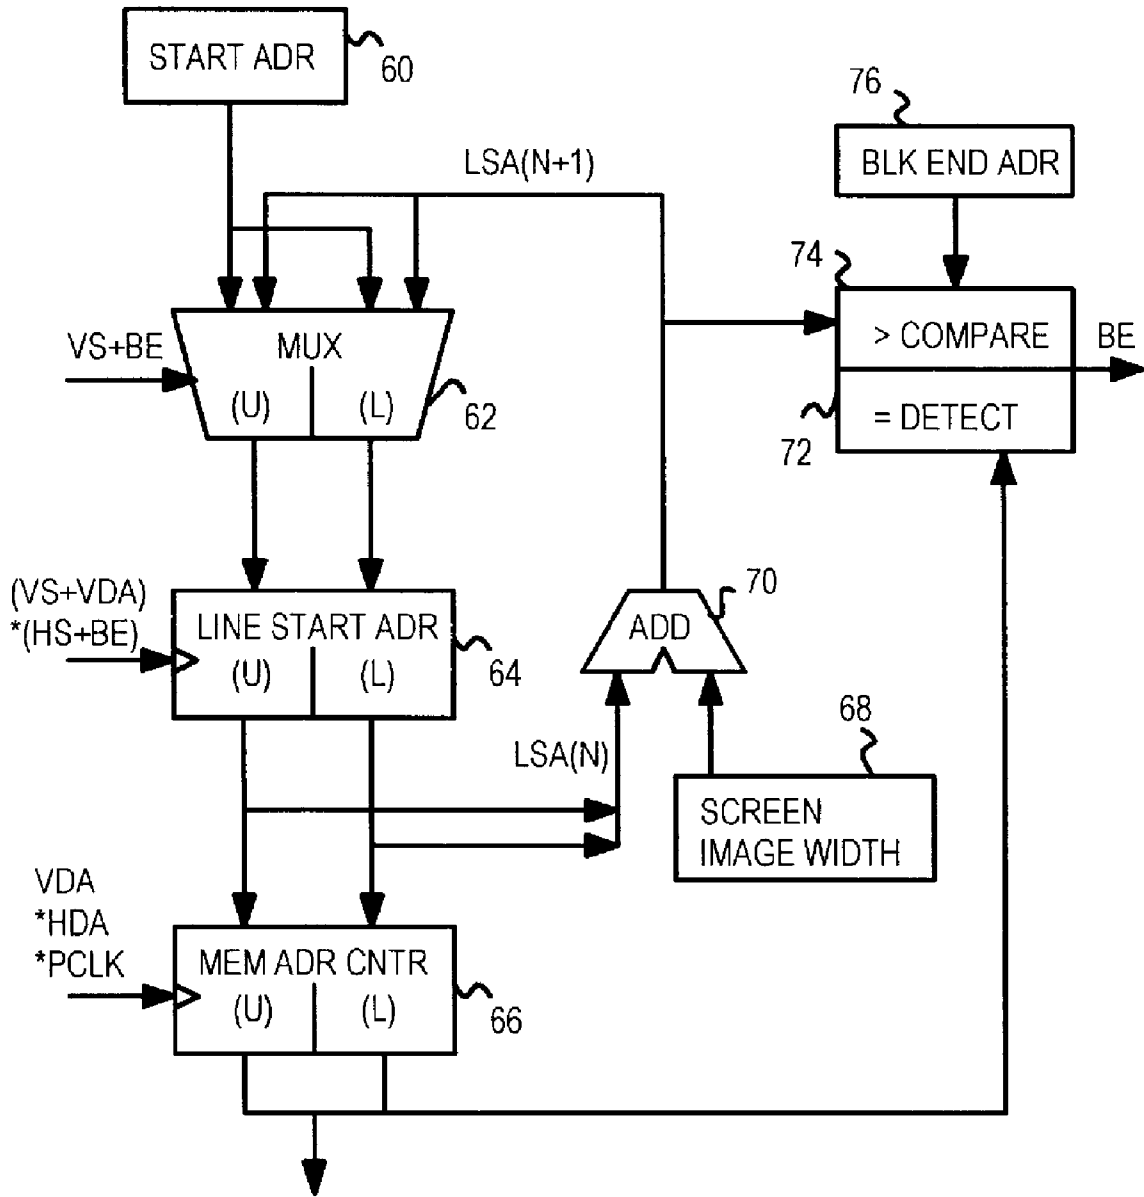 START ADR
60
76
BLK END ADR
LSA(N+1)
74
> COMPARE
BE
= DETECT
72
VS+BE
MUX
(U)
(L)
62
(VS+VDA)
*(HS+BE)
LINE START ADR
(U)
(L)
64
70
ADD
LSA(N)
68
SCREEN
IMAGE WIDTH
VDA
*HDA
*PCLK
MEM ADR CNTR
(U)
(L)
66